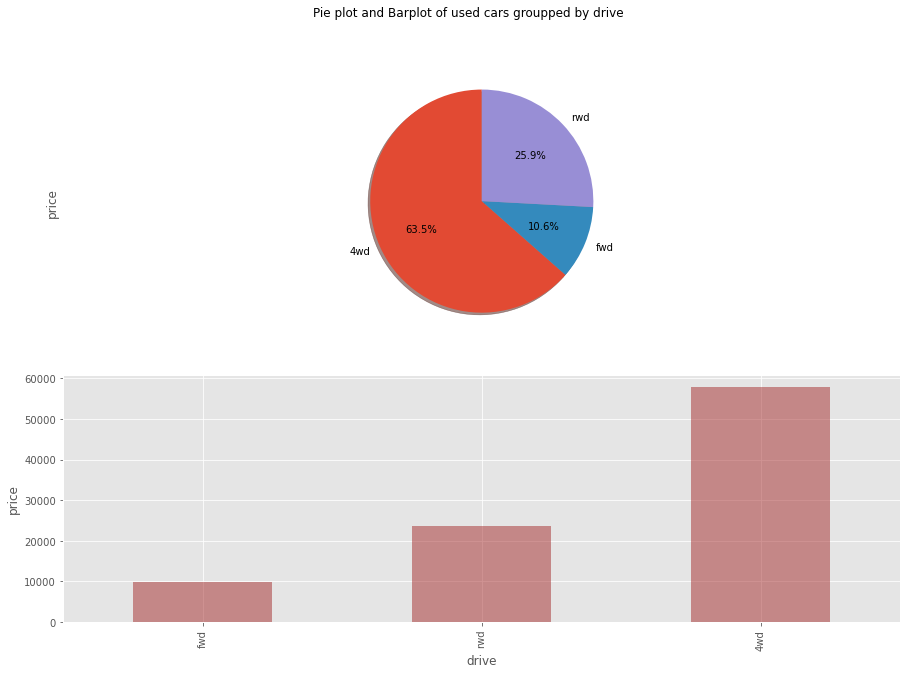 Pie plot and Barplot of used cars groupped by drive
price
rwd
25.9%
63.5%
10.6%
4wd
fwd
60000
50000
40000
30000
20000
10000
0
price
fwd
rwd
4wd
drive